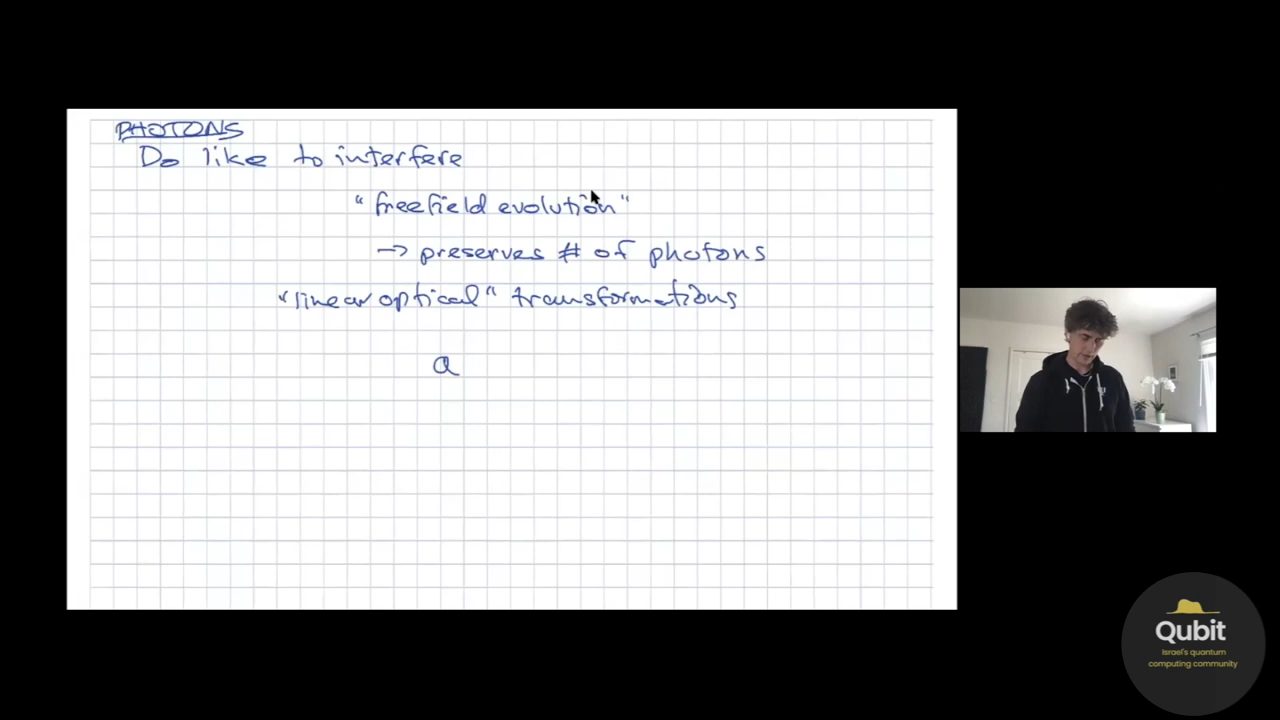 PHOTONS
Do like to interfere
"freefield evolution"
→ preserves # of photons
"linear optical" transformations
a
Qubit
Israel's quantum
computing community